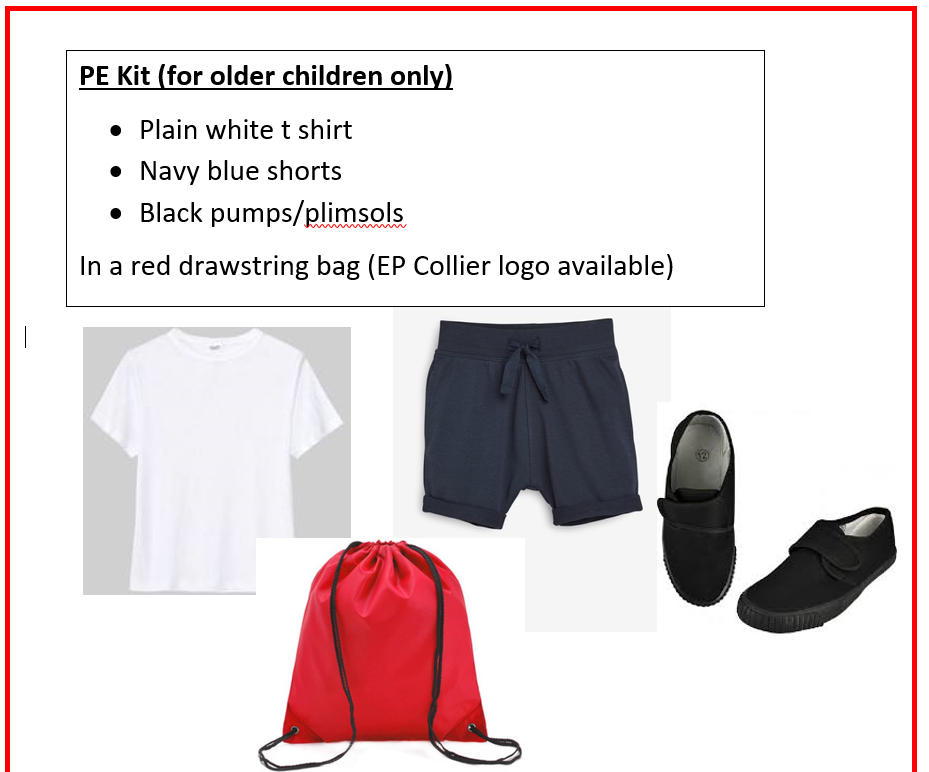 PE Kit (for older children only)
• Plain white t shirt
• Navy blue shorts
• Black pumps/plimsols
In a red drawstring bag (EP Collier logo available)
12